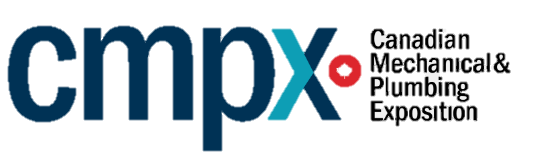 cmpx
Canadian
Mechanical &
Plumbing
Exposition